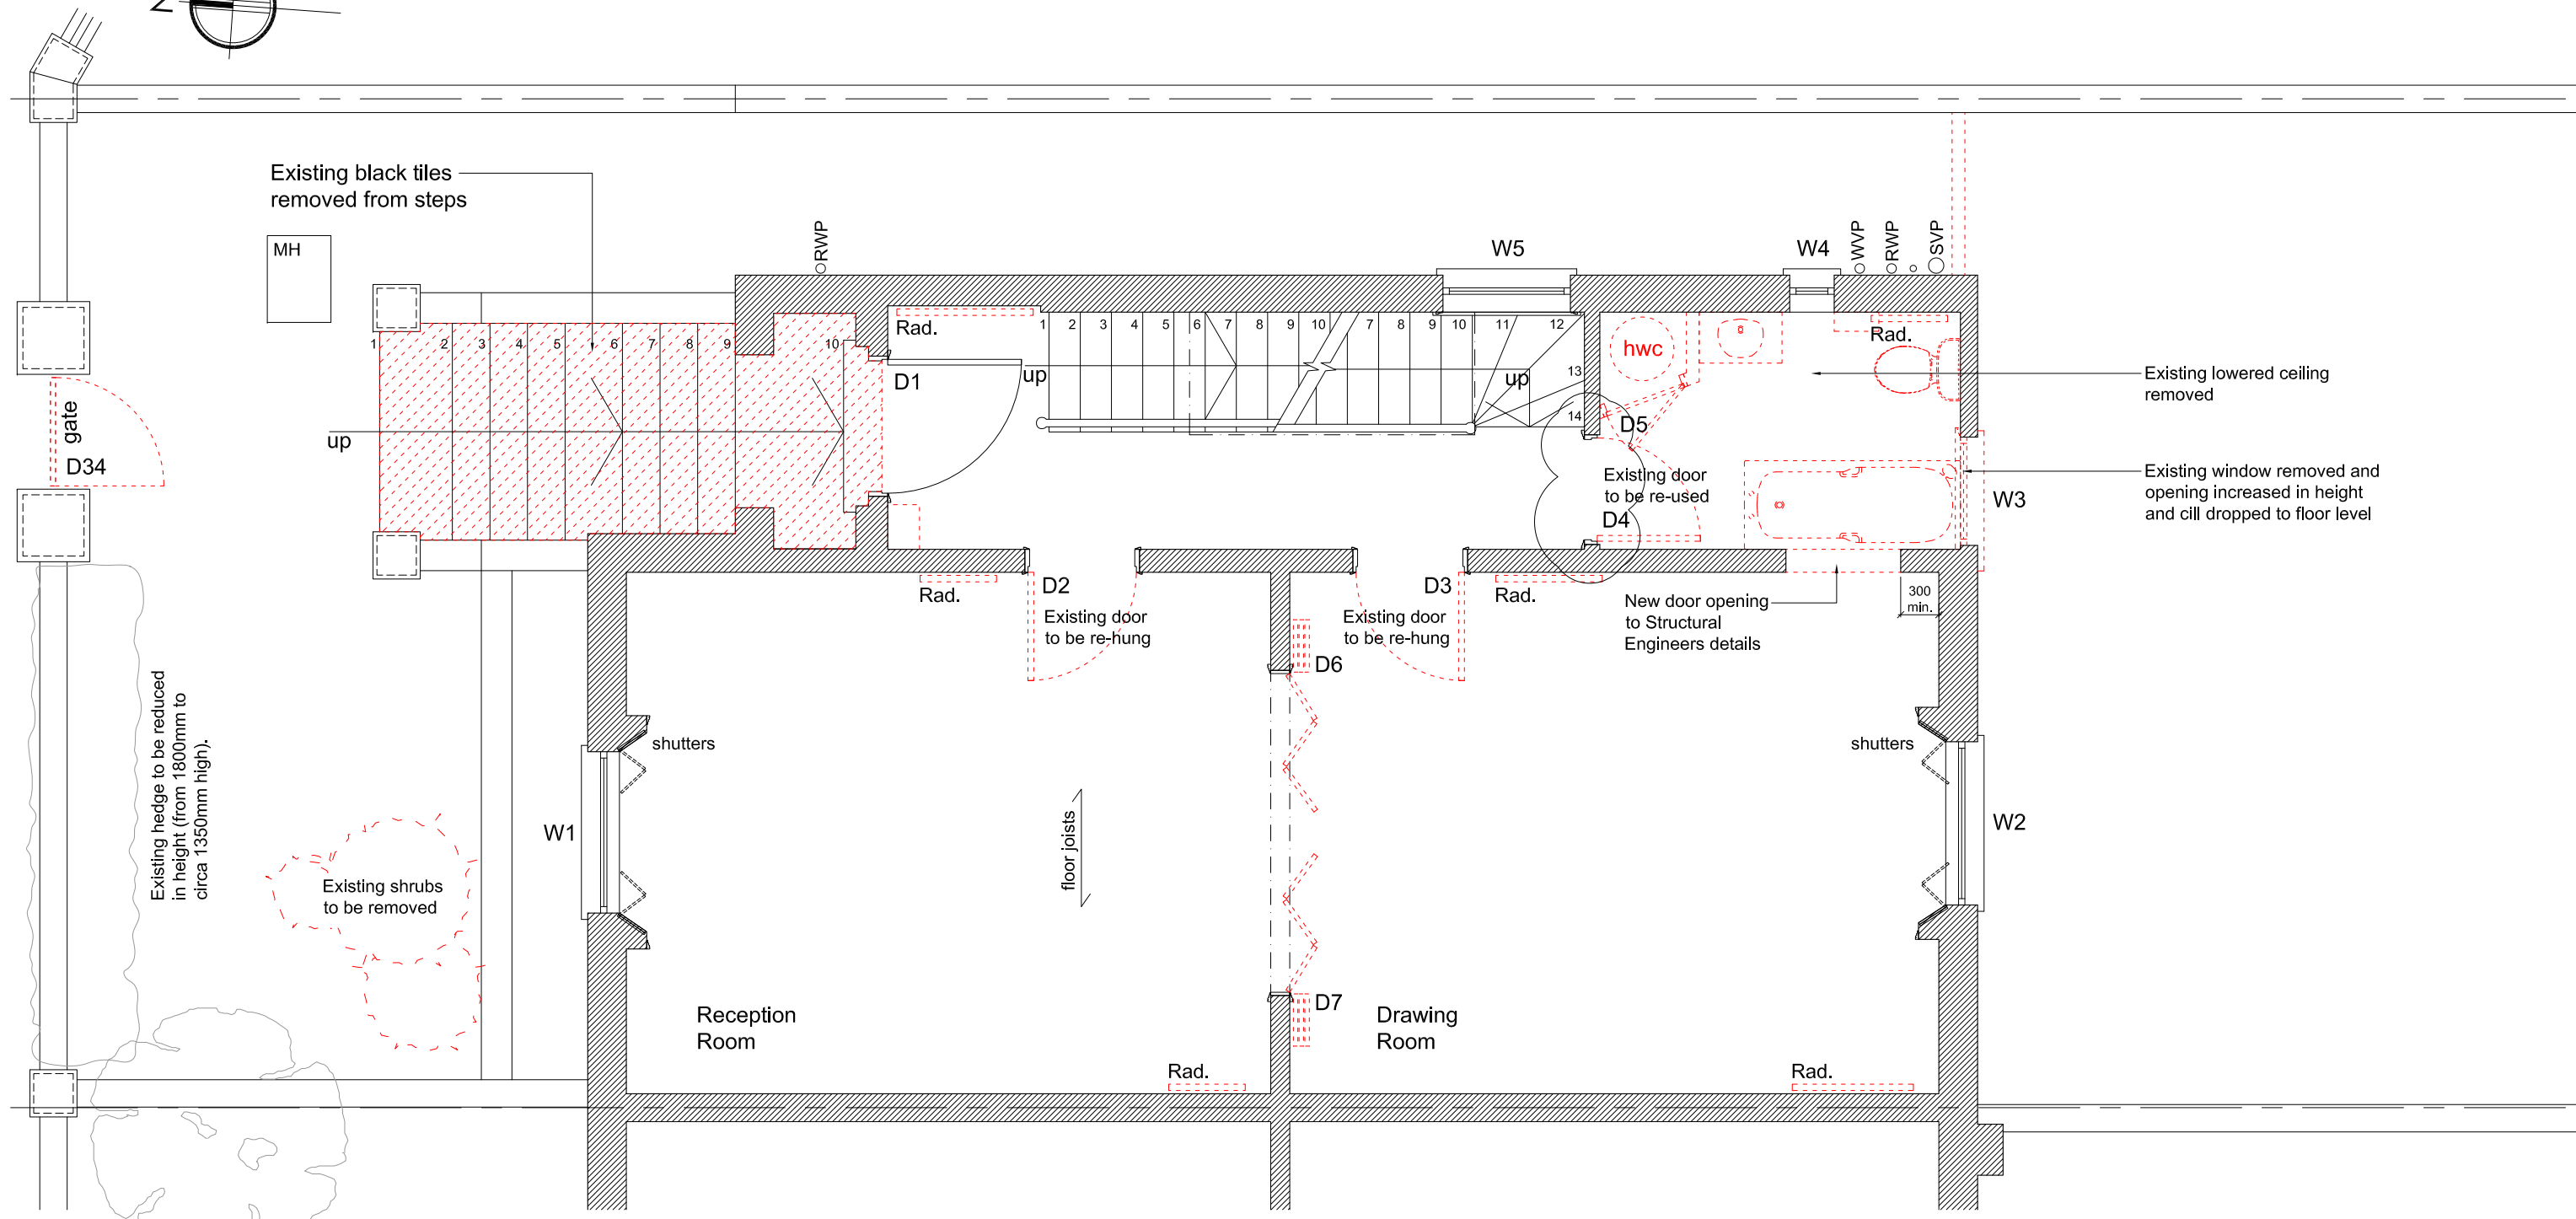 N
Existing black tiles
removed from steps
MH
RWP
W5
W4
WVP
RWP
SVP
Rad.
1 2 3 4 5 6 7 8 9 10 7 8 9 10 11 12
13
14
hwc
Rad.
1 2 3 4 5 6 7 8 9 10
D1
up
up
Existing lowered ceiling
removed
gate
D34
up
D5
Existing door
to be re-used
D4
W3
Existing window removed and
opening increased in height
and cill dropped to floor level
Rad.
D2
Existing door
to be re-hung
D3
Existing door
to be re-hung
Rad.
New door opening
to Structural
Engineers details
300
min.
D6
Existing hedge to be reduced
in height (from 1800mm to
circa 1350mm high).
shutters
shutters
W1
floor joists
W2
Existing shrubs
to be removed
D7
Reception
Room
Drawing
Room
Rad.
Rad.